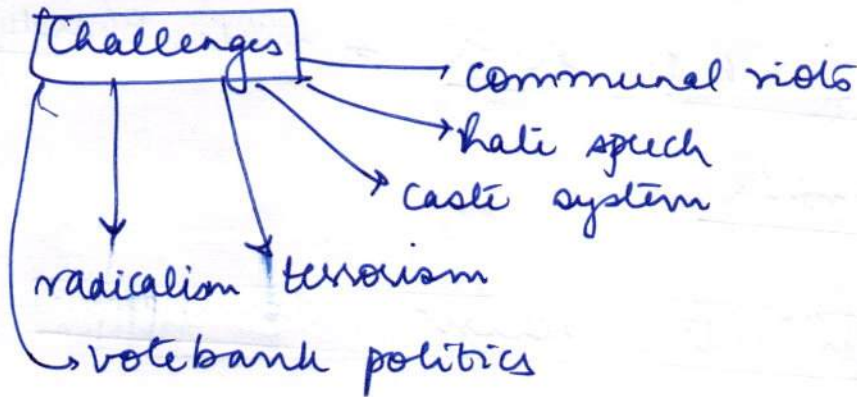 Challenges
communal riots
hate speech
caste system
radicalism terrorism
votebank politics